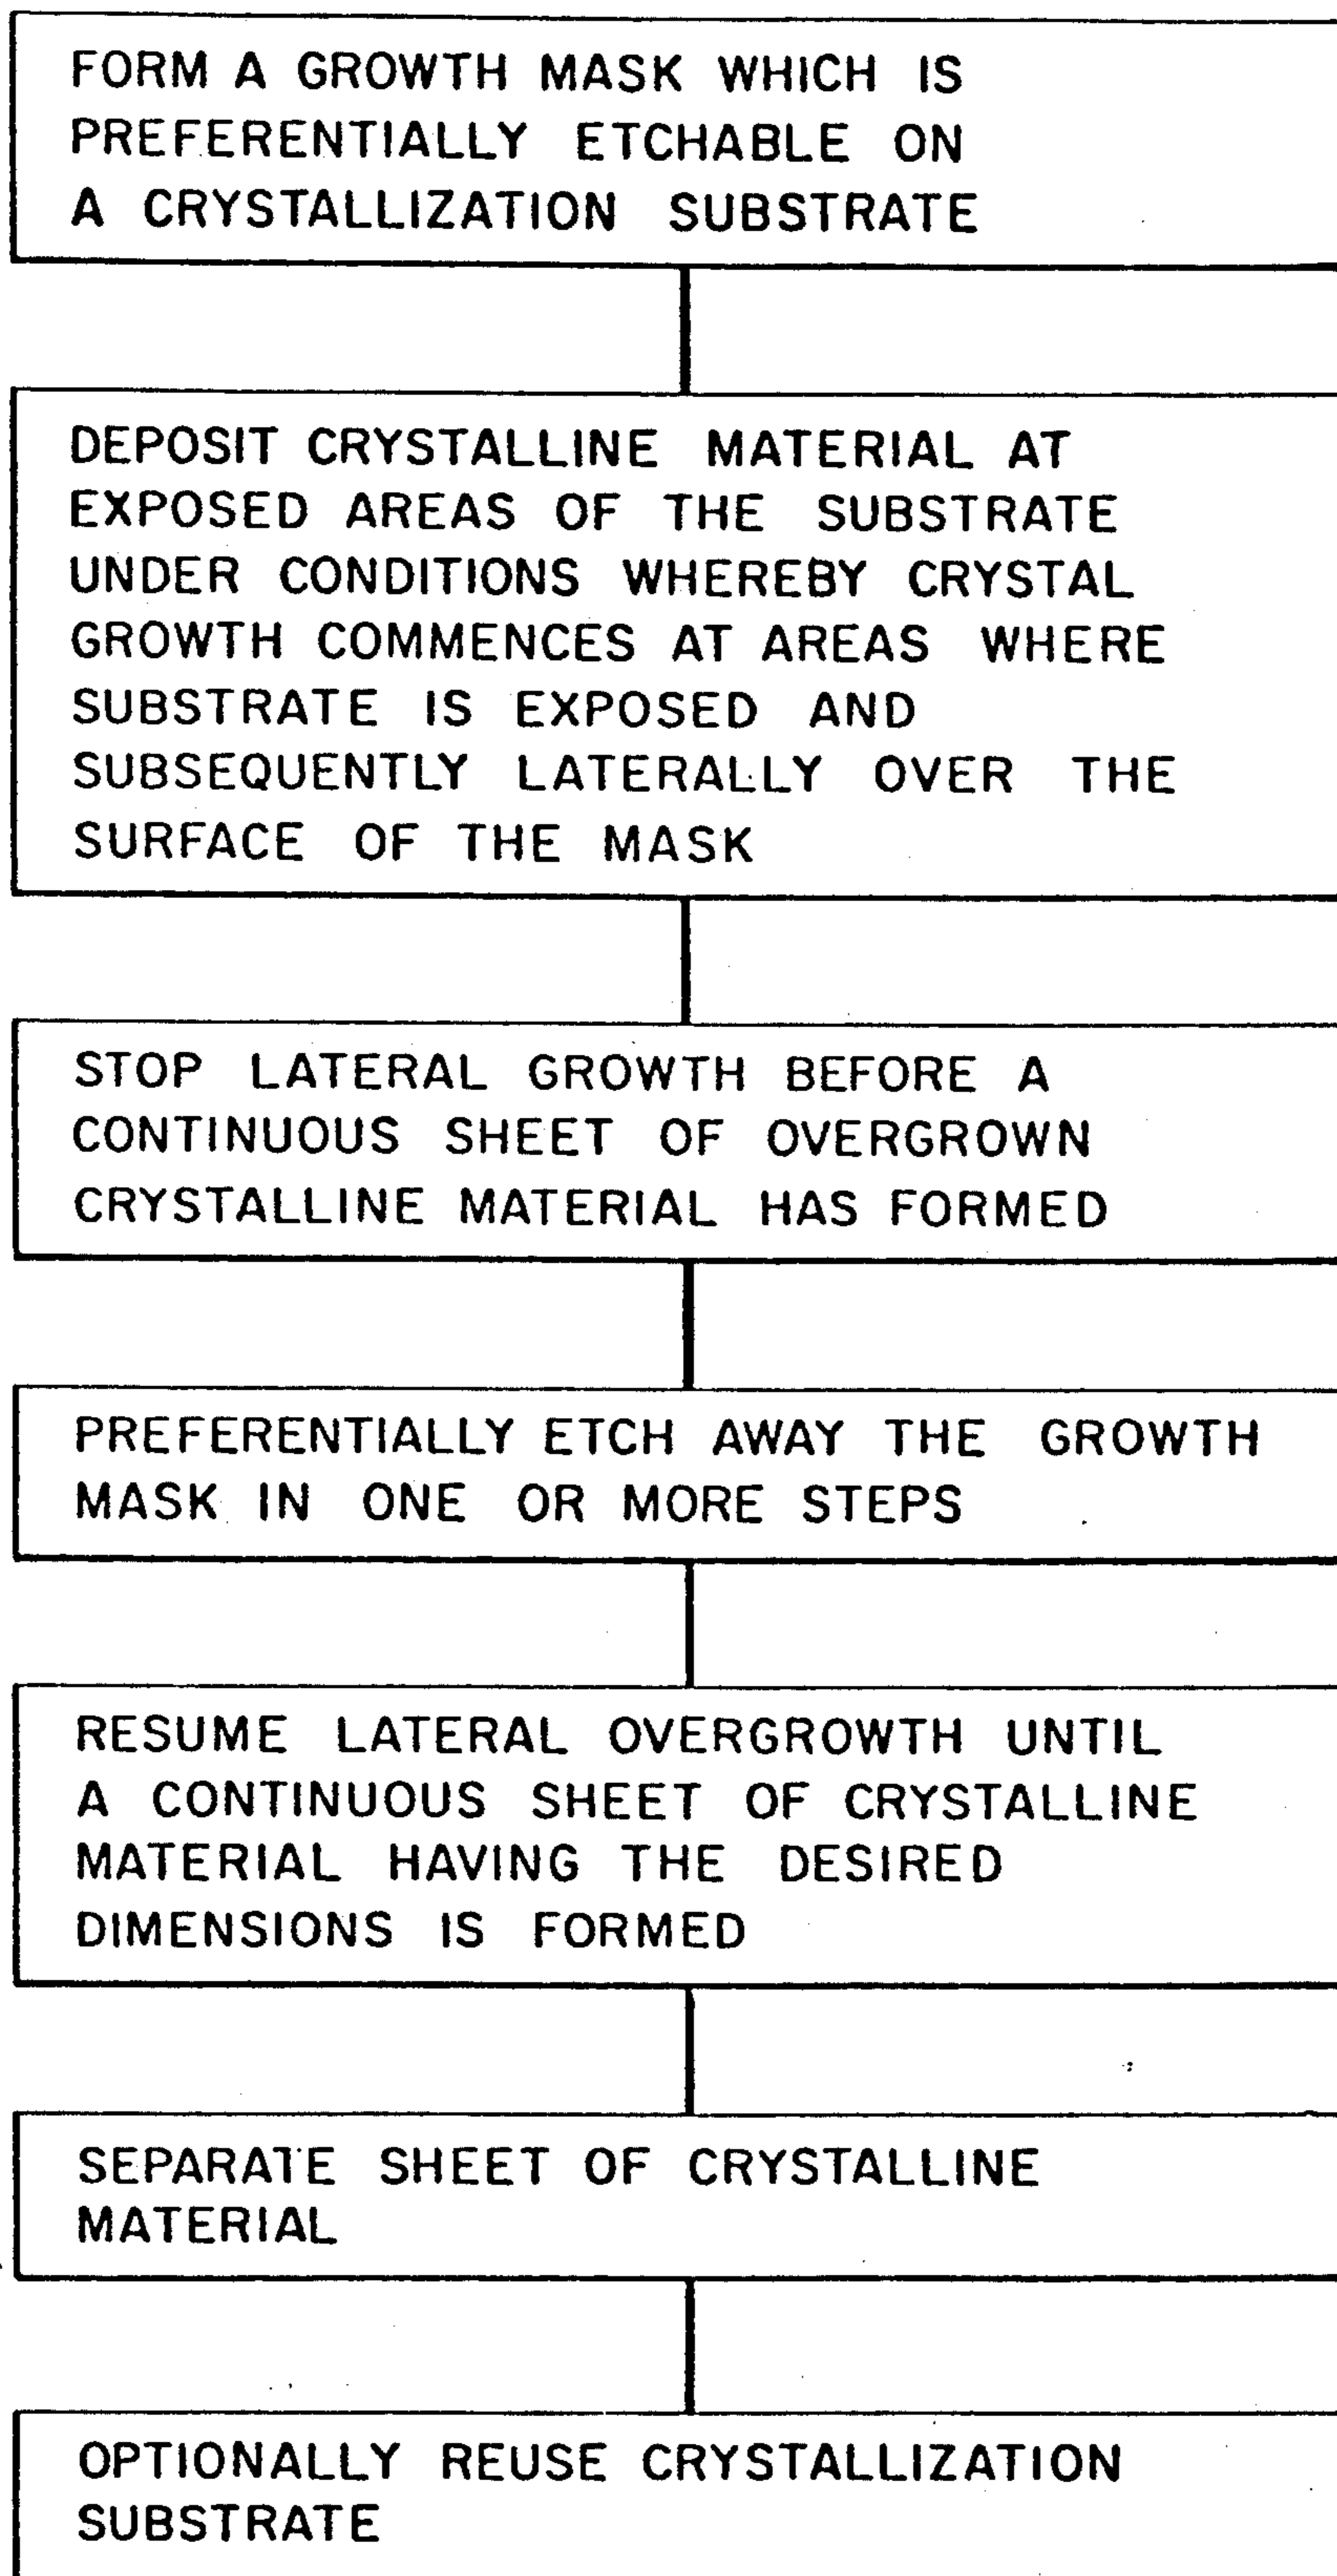 FORM A GROWTH MASK WHICH IS
PREFERENTIALLY ETCHABLE ON
A CRYSTALLIZATION SUBSTRATE
DEPOSIT CRYSTALLINE MATERIAL AT
EXPOSED AREAS OF THE SUBSTRATE
UNDER CONDITIONS WHEREBY CRYSTAL
GROWTH COMMENCES AT AREAS WHERE
SUBSTRATE IS EXPOSED AND
SUBSEQUENTLY LATERALLY OVER THE
SURFACE OF THE MASK
STOP LATERAL GROWTH BEFORE A
CONTINUOUS SHEET OF OVERGROWN
CRYSTALLINE MATERIAL HAS FORMED
PREFERENTIALLY ETCH AWAY THE GROWTH
MASK IN ONE OR MORE STEPS
RESUME LATERAL OVERGROWTH UNTIL
A CONTINUOUS SHEET OF CRYSTALLINE
MATERIAL HAVING THE DESIRED
DIMENSIONS IS FORMED
SEPARATE SHEET OF CRYSTALLINE
MATERIAL
OPTIONALLY REUSE CRYSTALLIZATION
SUBSTRATE